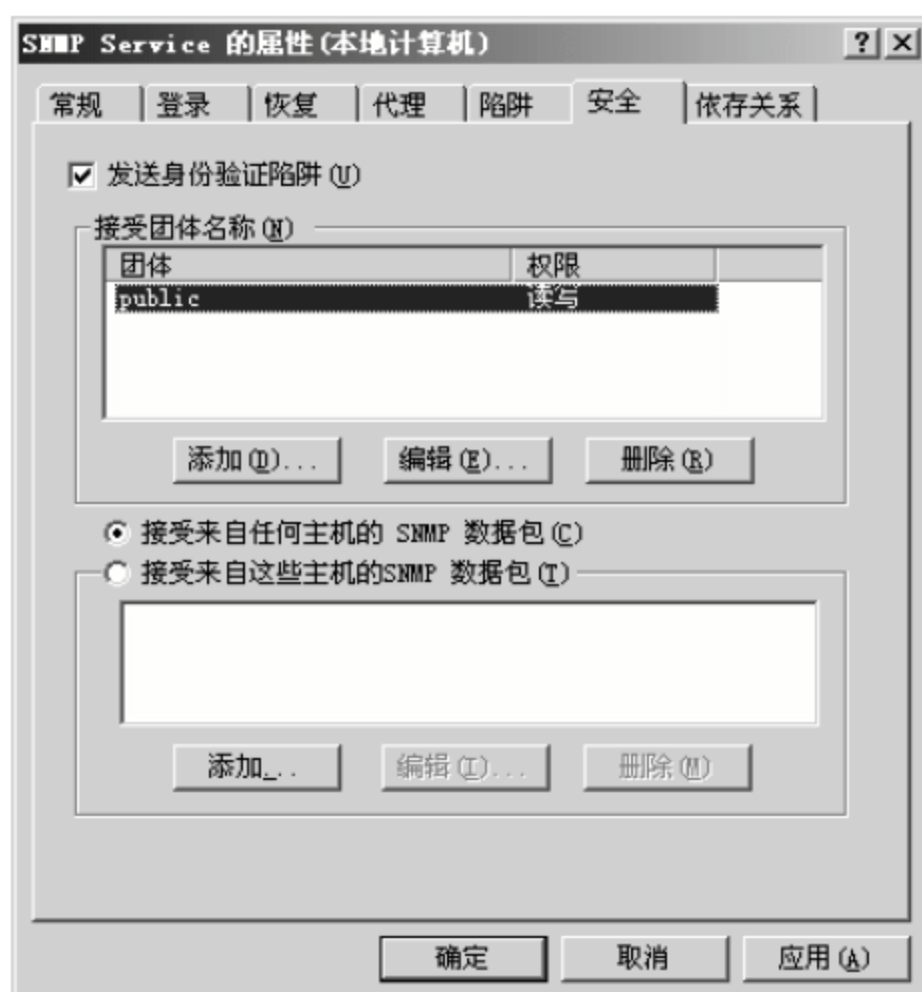 SNMP Service 的属性(本地计算机)
常规 登录 恢复 代理 陷阱 安全 依存关系
发送身份验证陷阱(U)
接受团体名称(N)
团体 权限
public 读写
添加(D)... 编辑(E)... 删除(R)
接受来自任何主机的 SNMP 数据包(C)
接受来自这些主机的SNMP 数据包(T)
添加... 编辑(I)... 删除(M)
确定 取消 应用(A)